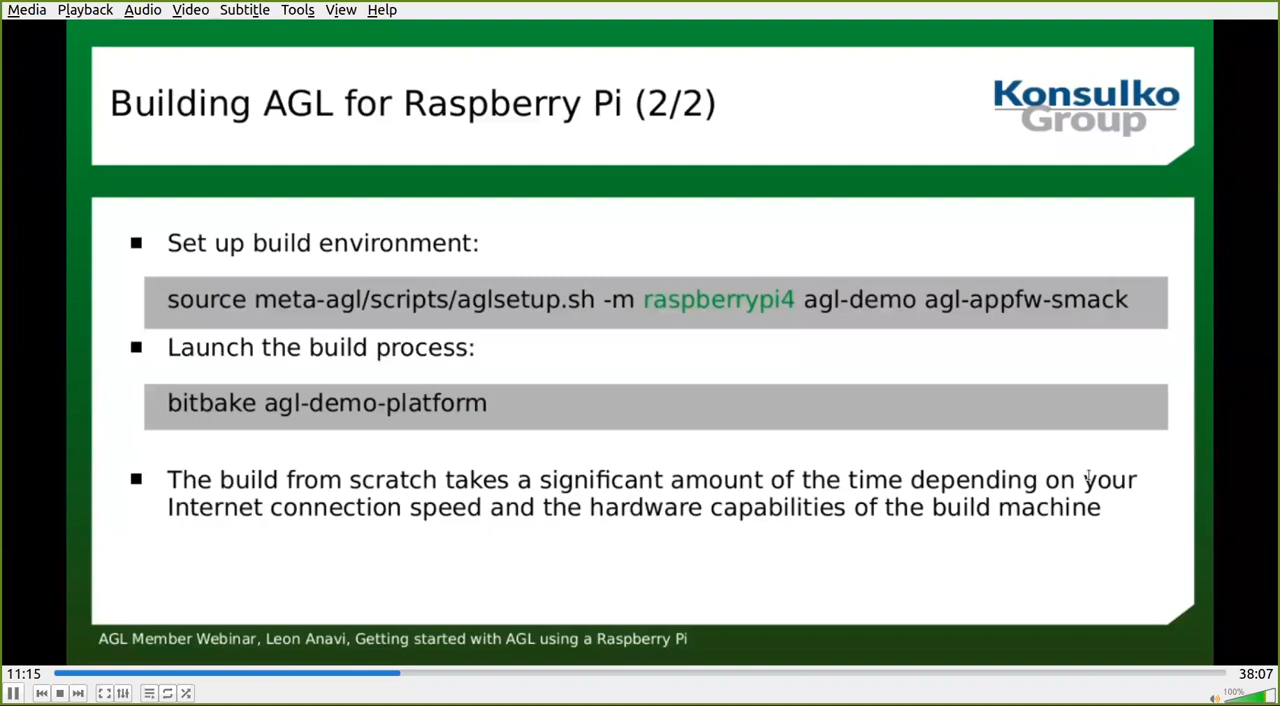 Media Playback Audio Video Subtitle Tools View Help
Building AGL for Raspberry Pi (2/2)
Konsulko
Group
Set up build environment:
source meta-agl/scripts/aglsetup.sh -m raspberrypi4 agl-demo agl-appfw-smack
Launch the build process:
bitbake agl-demo-platform
The build from scratch takes a significant amount of the time depending on your
Internet connection speed and the hardware capabilities of the build machine
AGL Member Webinar, Leon Anavi, Getting started with AGL using a Raspberry Pi
11:15 38:07
100%